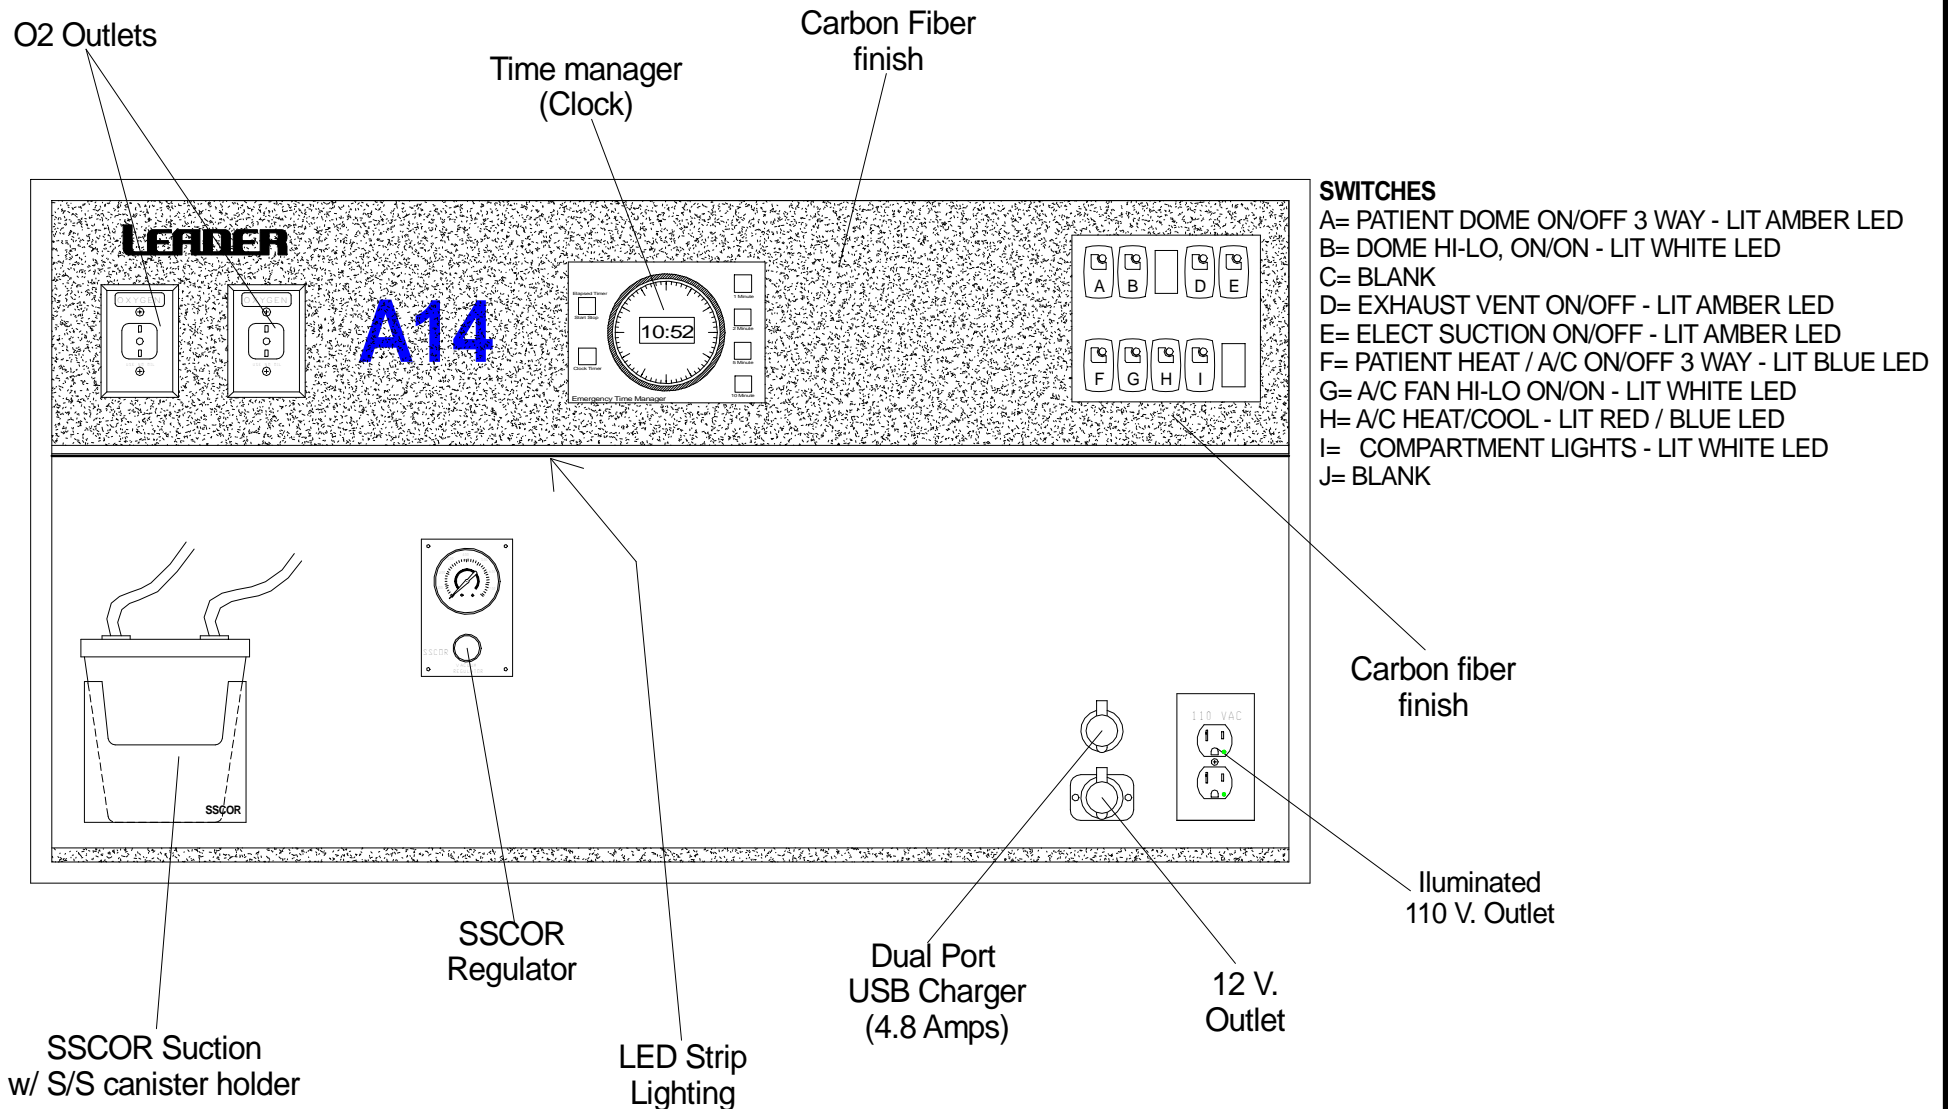 O2 Outlets
Time manager
(Clock)
Carbon Fiber
finish
SWITCHES
A= PATIENT DOME ON/OFF 3 WAY - LIT AMBER LED
B= DOME HI-LO, ON/ON - LIT WHITE LED
C= BLANK
D= EXHAUST VENT ON/OFF - LIT AMBER LED
E= ELECT SUCTION ON/OFF - LIT AMBER LED
F= PATIENT HEAT / A/C ON/OFF 3 WAY - LIT BLUE LED
G= A/C FAN HI-LO ON/ON - LIT WHITE LED
H= A/C HEAT/COOL - LIT RED / BLUE LED
I= COMPARTMENT LIGHTS - LIT WHITE LED
J= BLANK
LEADER
OXYGEN
OXYGEN
A14
Elapsed Timer
Start Stop
Clock Timer
10:52
1 Minute
2 Minute
5 Minute
10 Minute
Emergency Time Manager
A B D E
F G H I
SSCOR
SSCOR
110 VAC
Carbon fiber
finish
Iluminated
110 V. Outlet
SSCOR
Regulator
Dual Port
USB Charger
(4.8 Amps)
12 V.
Outlet
SSCOR Suction
w/ S/S canister holder
LED Strip
Lighting